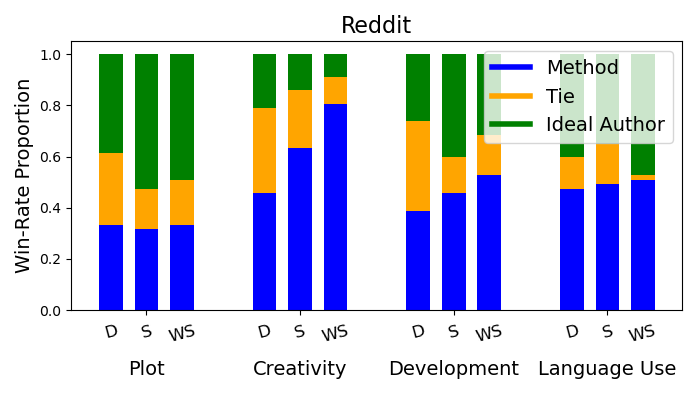 Reddit
Win-Rate Proportion
1.0
0.8
0.6
0.4
0.2
0.0
Method
Tie
Ideal Author
D S WS D S WS D S WS D S WS
Plot Creativity Development Language Use